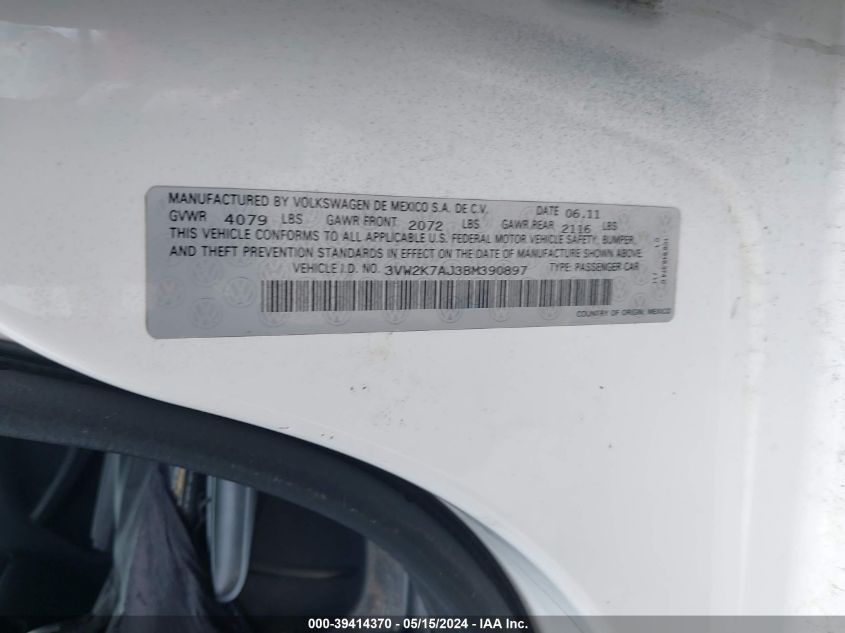 MANUFACTURED BY VOLKSWAGEN DE MEXICO S.A. DE C.V. DATE 06.11
GVWR 4079 LBS GAWR FRONT 2072 LBS GAWR.REAR 2116 LBS
THIS VEHICLE CONFORMS TO ALL APPLICABLE U.S. FEDERAL MOTOR VEHICLE SAFETY, BUMPER,
AND THEFT PREVENTION STANDARDS IN EFFECT ON THE DATE OF MANUFACTURE SHOWN ABOVE.
VEHICLE I.D. NO. 3VW2K7AJ3BM390897 TYPE: PASSENGER CAR
COUNTRY OF ORIGIN: MEXICO
000-39414370 - 05/15/2024 - IAA Inc.